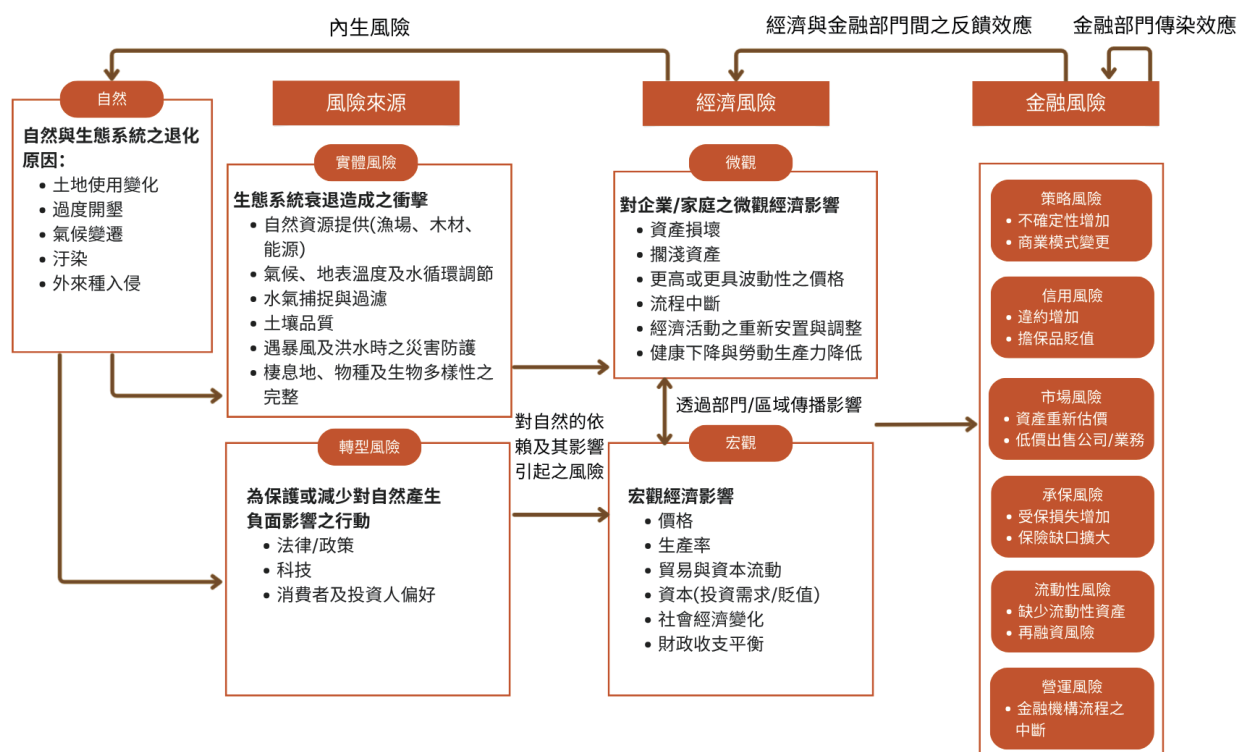 內生風險
經濟與金融部門間之反饋效應
金融部門傳染效應
自然
自然與生態系統之退化
原因：
• 土地使用變化
• 過度開墾
• 氣候變遷
• 汙染
• 外來種入侵
風險來源
實體風險
生態系統衰退造成之衝擊
• 自然資源提供(漁場、木材、
能源)
• 氣候、地表溫度及水循環調節
• 水氣捕捉與過濾
• 土壤品質
• 遇暴風及洪水時之災害防護
• 棲息地、物種及生物多樣性之
完整
轉型風險
為保護或減少對自然產生
負面影響之行動
• 法律/政策
• 科技
• 消費者及投資人偏好
對自然的依
賴及其影響
引起之風險
經濟風險
微觀
對企業/家庭之微觀經濟影響
• 資產損壞
• 擱淺資產
• 更高或更具波動性之價格
• 流程中斷
• 經濟活動之重新安置與調整
• 健康下降與勞動生產力降低
透過部門/區域傳播影響
宏觀
宏觀經濟影響
• 價格
• 生產率
• 貿易與資本流動
• 資本(投資需求/貶值)
• 社會經濟變化
• 財政收支平衡
金融風險
策略風險
• 不確定性增加
• 商業模式變更
信用風險
• 違約增加
• 擔保品貶值
市場風險
• 資產重新估價
• 低價出售公司/業務
承保風險
• 受保損失增加
• 保險缺口擴大
流動性風險
• 缺少流動性資產
• 再融資風險
營運風險
• 金融機構流程之
中斷